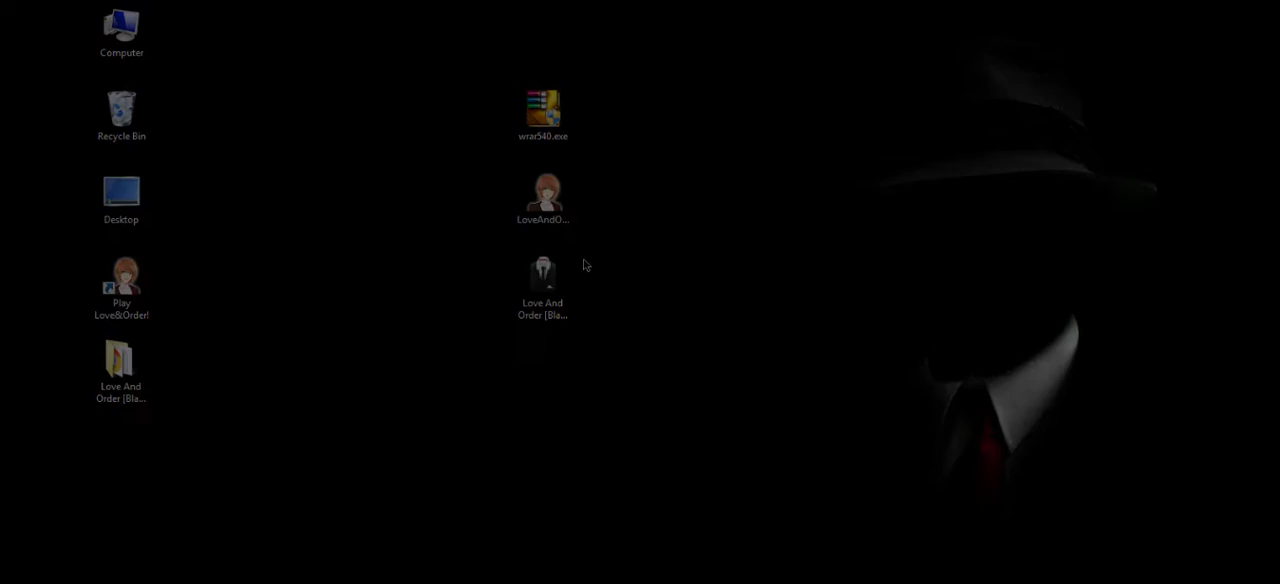 Computer
Recycle Bin
Desktop
Play
Love&Order!
Love And
Order [Bla...
wrar540.exe
LoveAndO...
Love And
Order [Bla...